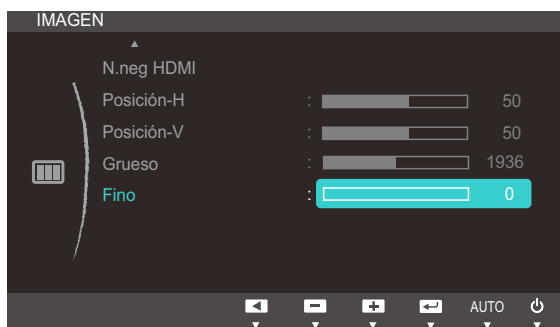 IMAGEN
N.neg HDMI
Posición-H : 50
Posición-V : 50
Grueso : 1936
Fino : 0
AUTO